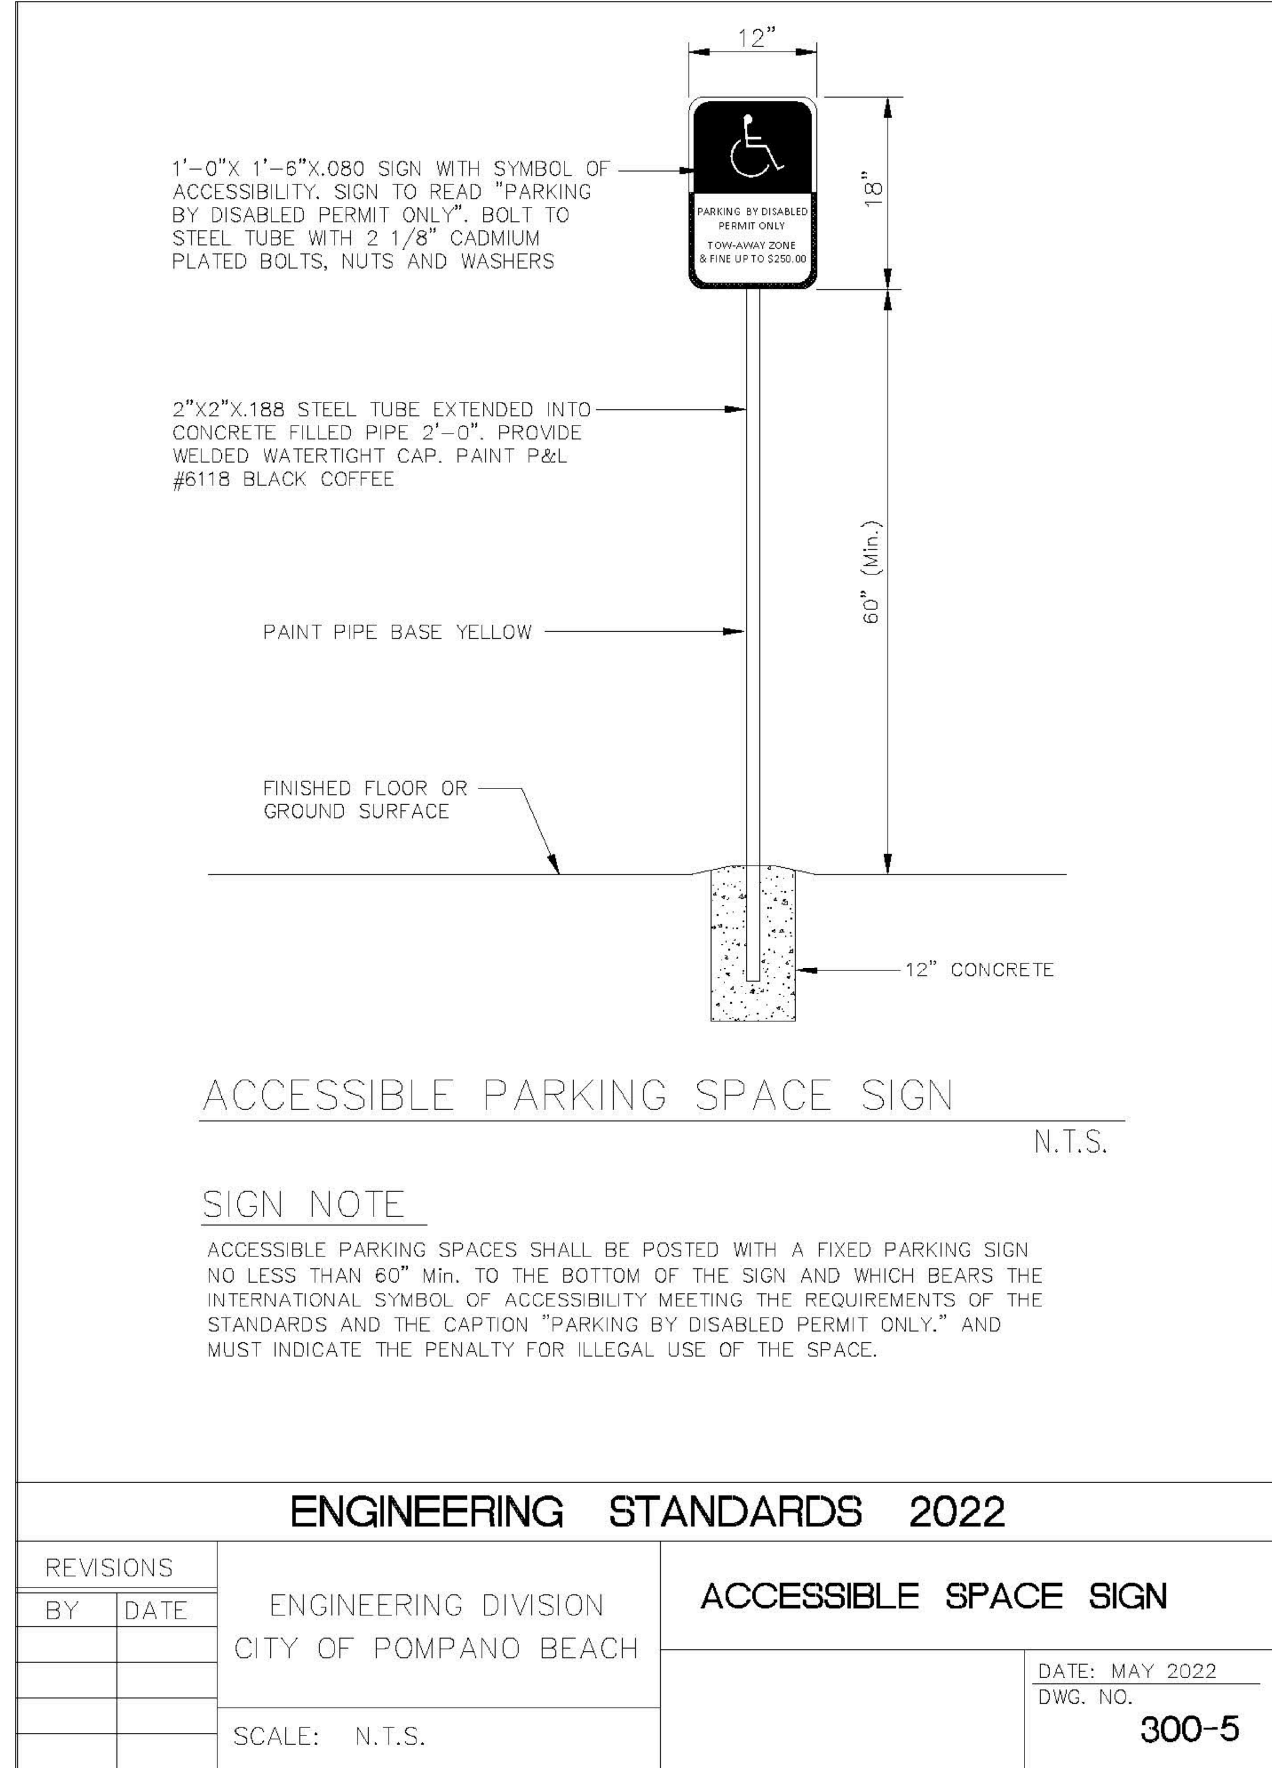 12"
1'-0"X 1'-6"X.080 SIGN WITH SYMBOL OF
ACCESSIBILITY. SIGN TO READ "PARKING
BY DISABLED PERMIT ONLY". BOLT TO
STEEL TUBE WITH 2 1/8" CADMIUM
PLATED BOLTS, NUTS AND WASHERS
18"
PARKING BY DISABLED
PERMIT ONLY
TOW-AWAY ZONE
& FINE UP TO $250.00
2"X2"X.188 STEEL TUBE EXTENDED INTO
CONCRETE FILLED PIPE 2'-0". PROVIDE
WELDED WATERTIGHT CAP. PAINT P&L
#6118 BLACK COFFEE
60" (Min.)
PAINT PIPE BASE YELLOW
FINISHED FLOOR OR
GROUND SURFACE
12" CONCRETE
ACCESSIBLE PARKING SPACE SIGN
N.T.S.
SIGN NOTE
ACCESSIBLE PARKING SPACES SHALL BE POSTED WITH A FIXED PARKING SIGN
NO LESS THAN 60" Min. TO THE BOTTOM OF THE SIGN AND WHICH BEARS THE
INTERNATIONAL SYMBOL OF ACCESSIBILITY MEETING THE REQUIREMENTS OF THE
STANDARDS AND THE CAPTION "PARKING BY DISABLED PERMIT ONLY." AND
MUST INDICATE THE PENALTY FOR ILLEGAL USE OF THE SPACE.
ENGINEERING STANDARDS 2022
REVISIONS
BY DATE
ENGINEERING DIVISION
CITY OF POMPANO BEACH
SCALE: N.T.S.
ACCESSIBLE SPACE SIGN
DATE: MAY 2022
DWG. NO.
300-5